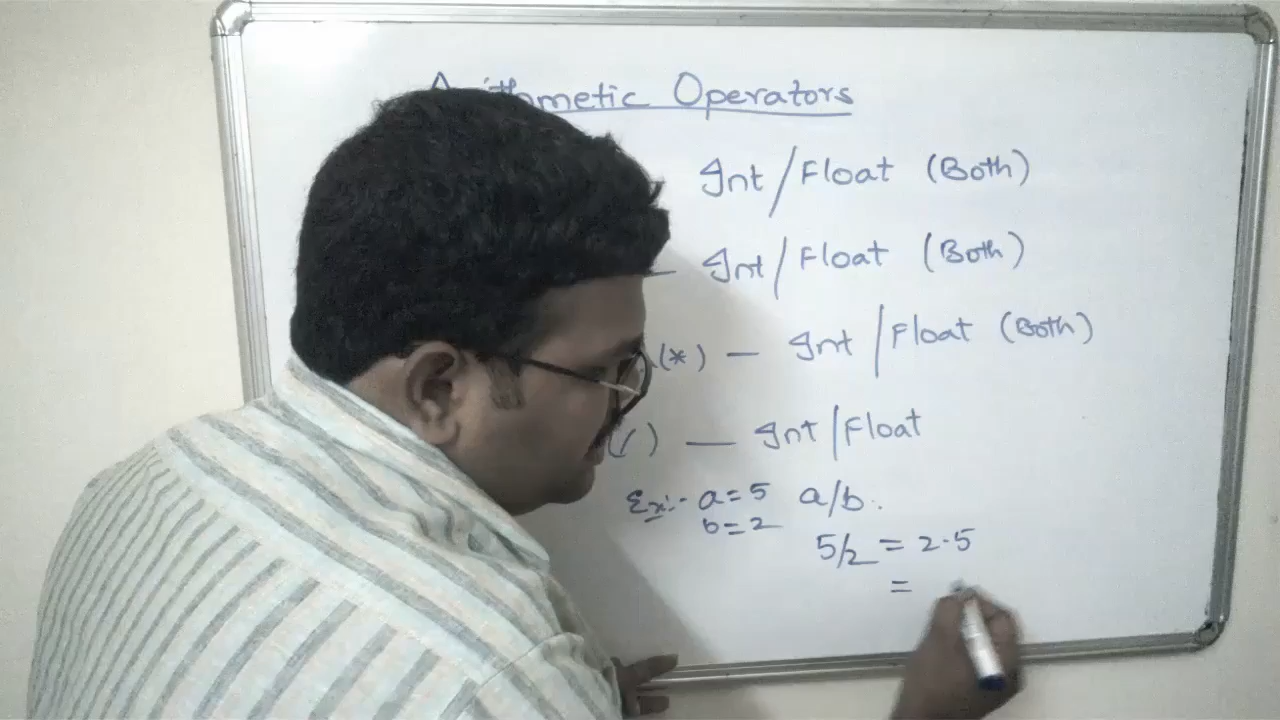 Arithmetic Operators
Int/Float (Both)
— Int/Float (Both)
(*) — Int/Float (Both)
(/) — Int/Float
Ex:- a=5 a/b.
b=2
5/2 = 2.5
=